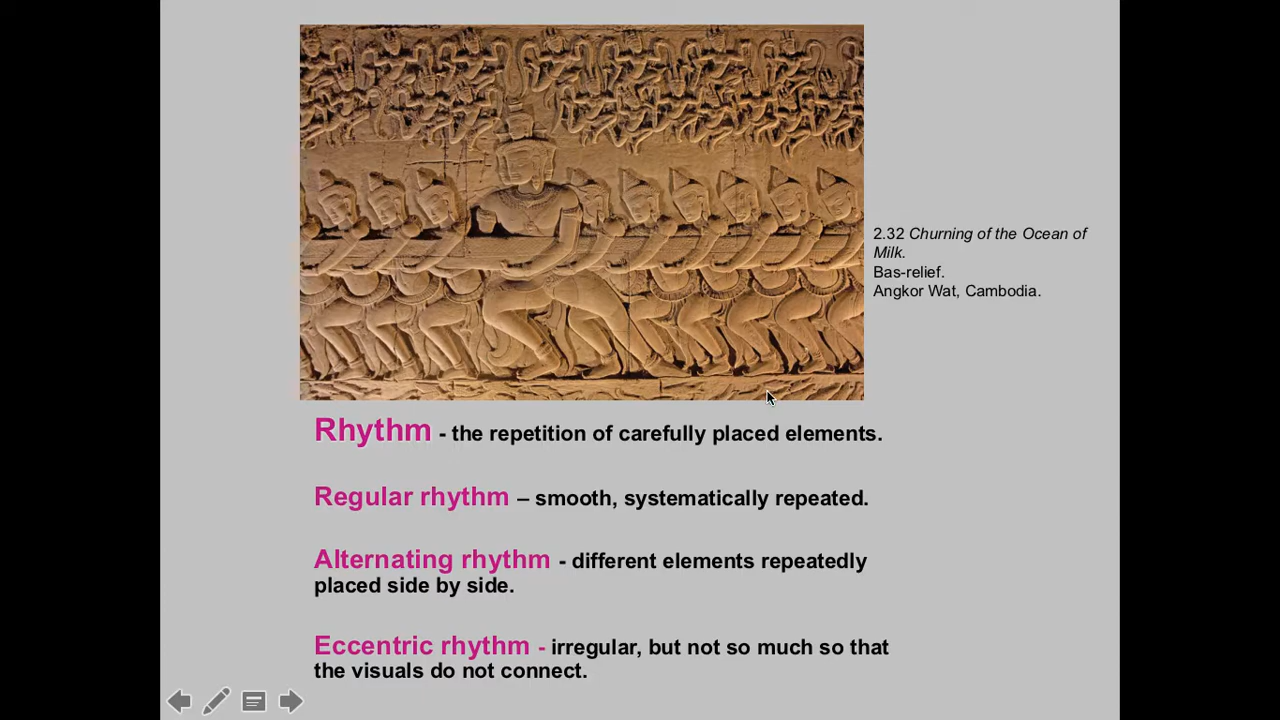 2.32 Churning of the Ocean of
Milk.
Bas-relief.
Angkor Wat, Cambodia.
Rhythm - the repetition of carefully placed elements.
Regular rhythm – smooth, systematically repeated.
Alternating rhythm - different elements repeatedly
placed side by side.
Eccentric rhythm - irregular, but not so much so that
the visuals do not connect.